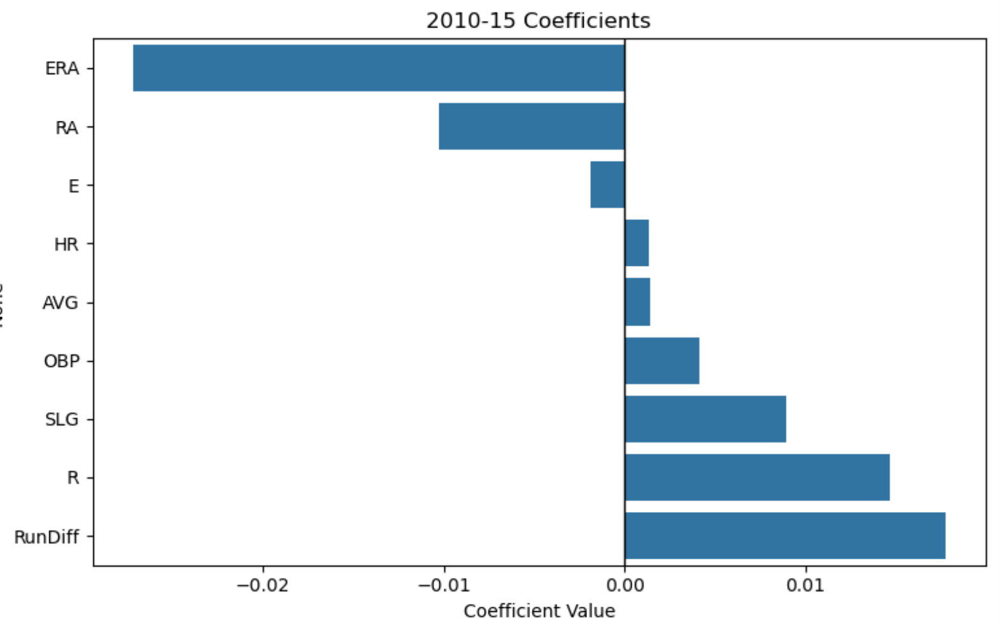 2010-15 Coefficients
ERA
RA
E
HR
AVG
OBP
SLG
R
RunDiff
−0.02 −0.01 0.00 0.01
Coefficient Value